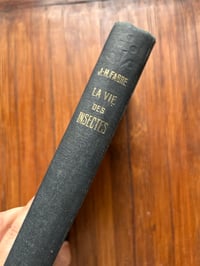 J-H. FABRE
LA VIE
DES
INSECTES